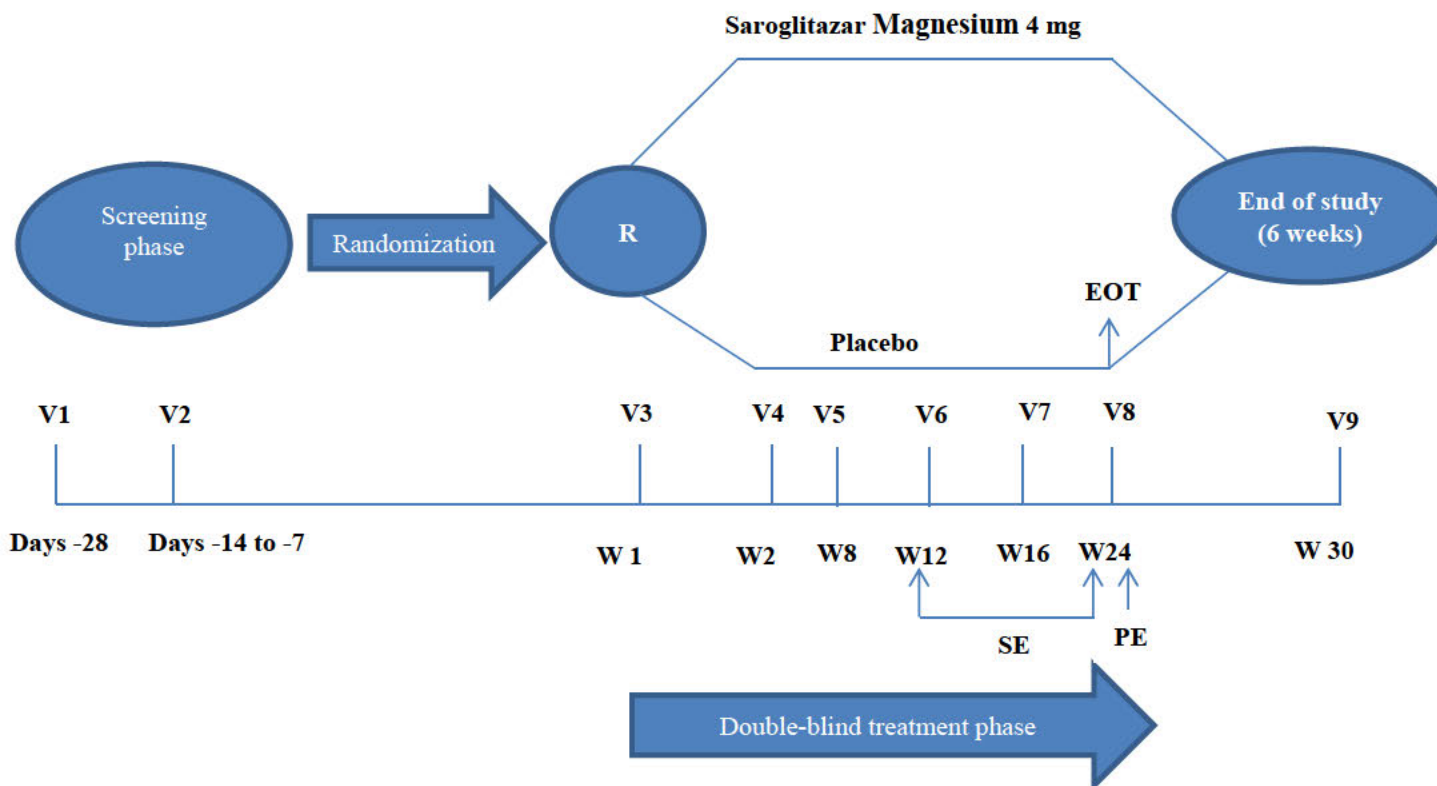 Saroglitazar Magnesium 4 mg
Screening
phase
Randomization
R
End of study
(6 weeks)
EOT
Placebo
V1
V2
V3
V4
V5
V6
V7
V8
V9
Days -28
Days -14 to -7
W 1
W2
W8
W12
W16
W24
W 30
SE
PE
Double-blind treatment phase